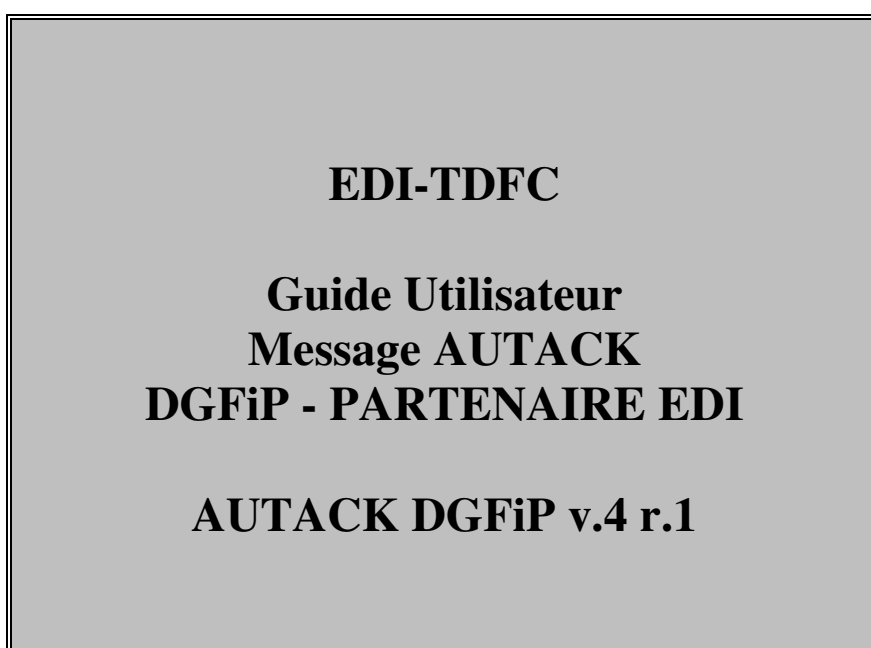 EDI-TDFC
Guide Utilisateur
Message AUTACK
DGFiP - PARTENAIRE EDI
AUTACK DGFiP v.4 r.1